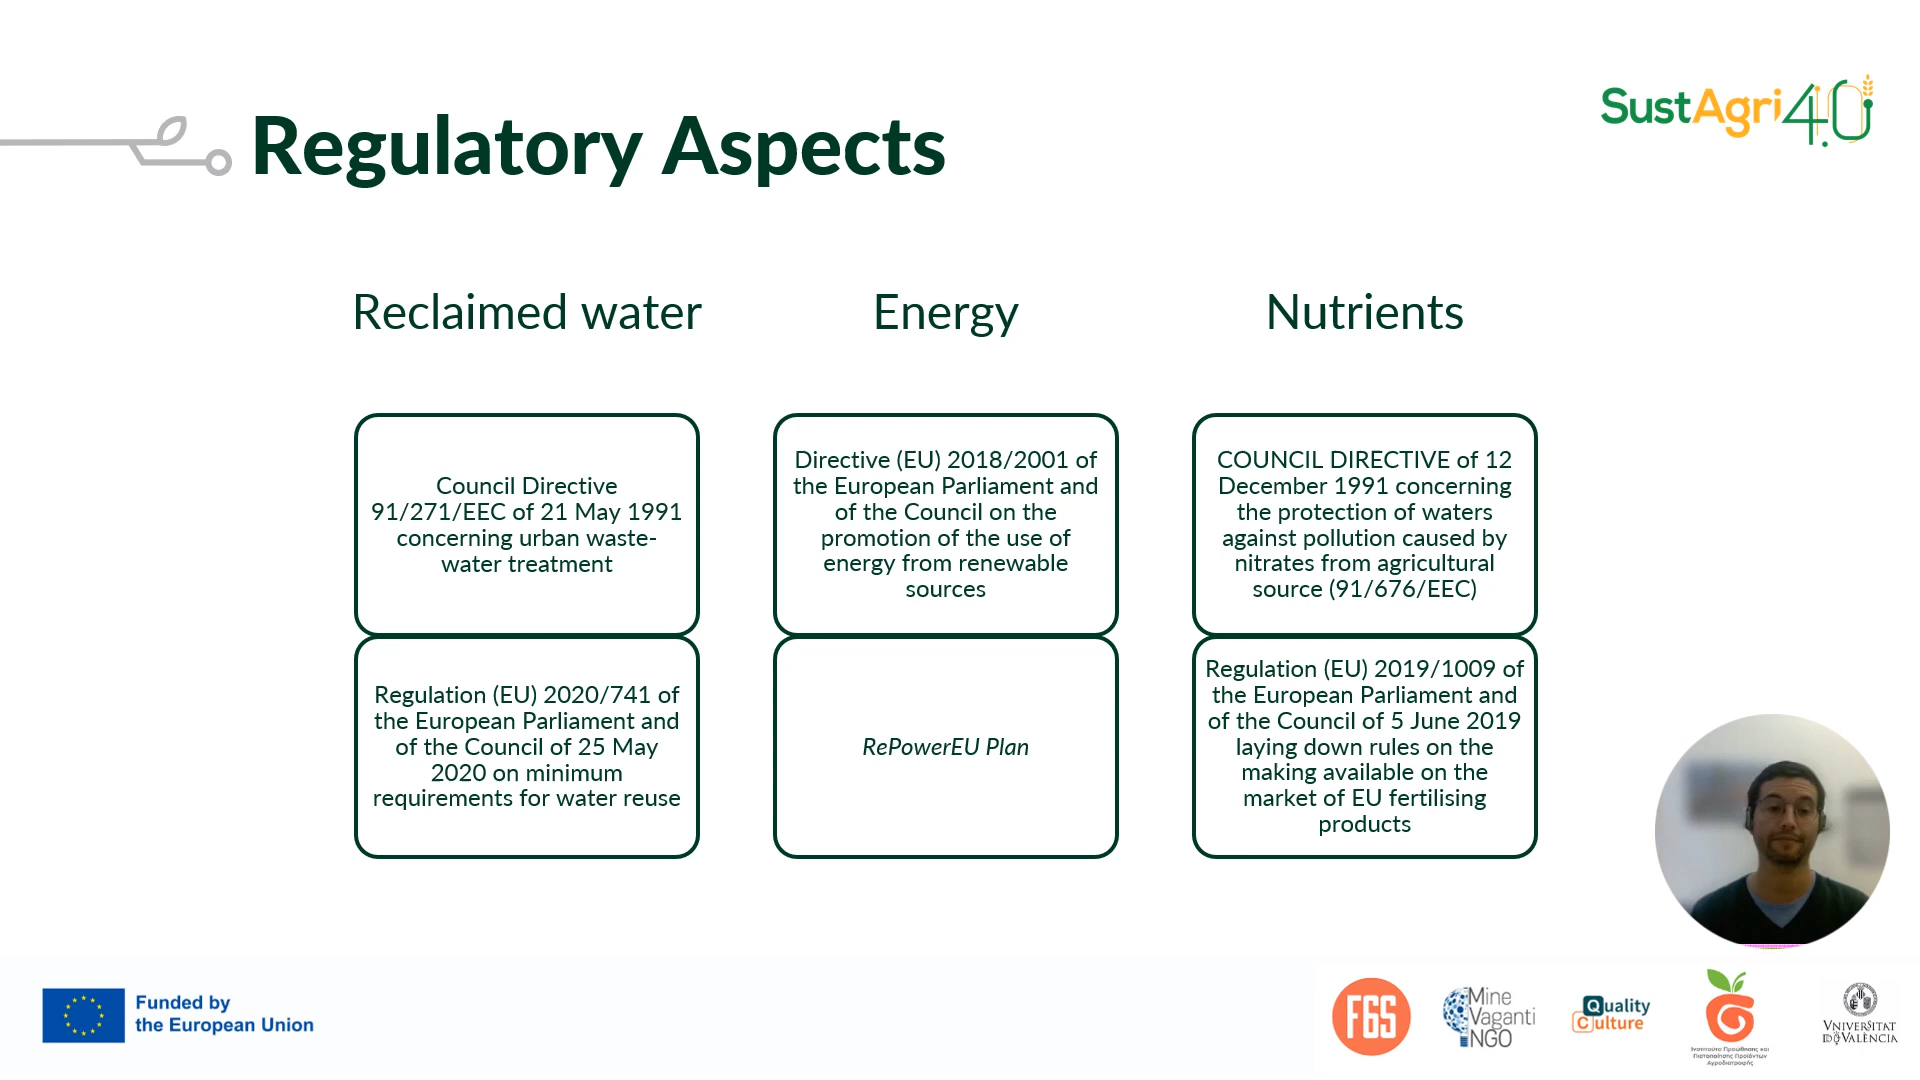 Regulatory Aspects
SustAgri4.0
Reclaimed water
Energy
Nutrients
Council Directive
91/271/EEC of 21 May 1991
concerning urban waste-
water treatment
Regulation (EU) 2020/741 of
the European Parliament and
of the Council of 25 May
2020 on minimum
requirements for water reuse
Directive (EU) 2018/2001 of
the European Parliament and
of the Council on the
promotion of the use of
energy from renewable
sources
RePowerEU Plan
COUNCIL DIRECTIVE of 12
December 1991 concerning
the protection of waters
against pollution caused by
nitrates from agricultural
source (91/676/EEC)
Regulation (EU) 2019/1009 of
the European Parliament and
of the Council of 5 June 2019
laying down rules on the
making available on the
market of EU fertilising
products
Funded by
the European Union
FGS
Mine
Vaganti
NGO
Quality
Culture
Ινστιτούτο Προώθησης και
Πιστοποίησης Προϊόντων
Αγροδιατροφής
VNIVERSITAT
DE VALÈNCIA